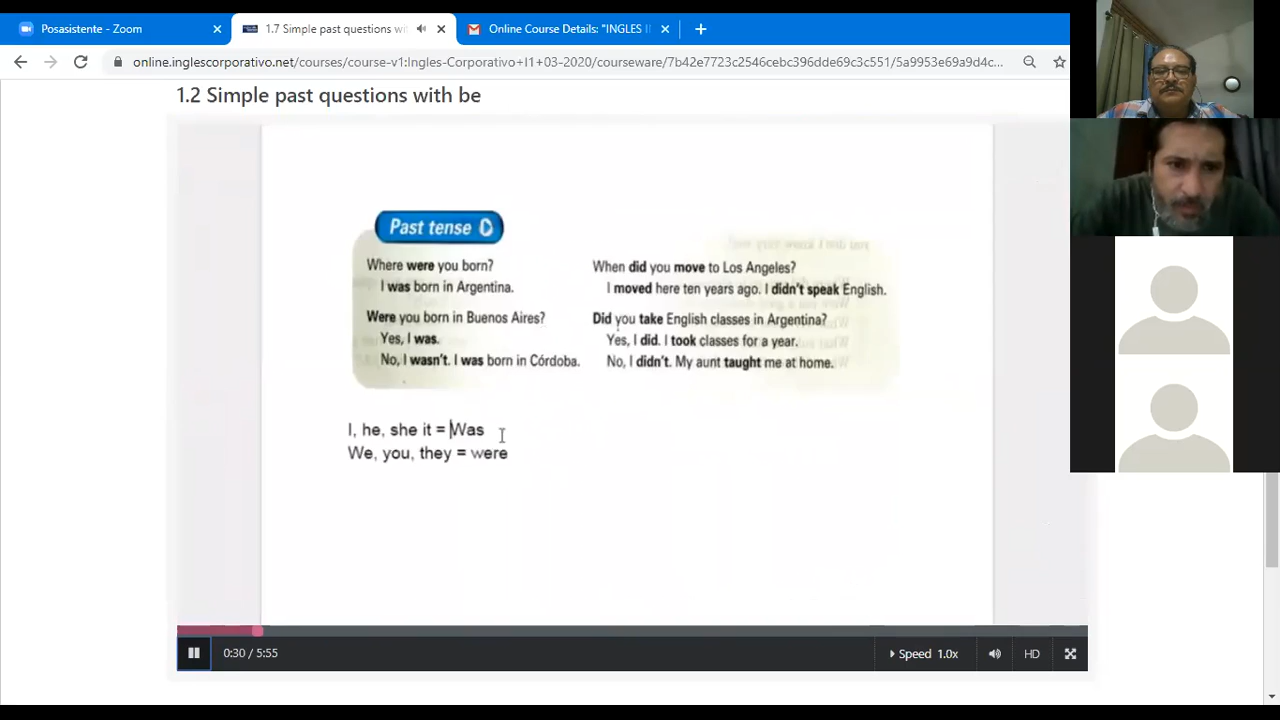 Posasistente - Zoom
1.7 Simple past questions wit
Online Course Details: "INGLES II
online.inglescorporativo.net/courses/course-v1:Ingles-Corporativo+I1+03-2020/courseware/7b42e7723c2546cebc396dde69c3c551/5a9953e69a9d4c...
1.2 Simple past questions with be
Past tense
Where were you born?
I was born in Argentina.
Were you born in Buenos Aires?
Yes, I was.
No, I wasn't. I was born in Córdoba.
When did you move to Los Angeles?
I moved here ten years ago. I didn't speak English.
Did you take English classes in Argentina?
Yes, I did. I took classes for a year.
No, I didn't. My aunt taught me at home.
I, he, she it = Was
We, you, they = were
0:30 / 5:55
Speed 1.0x
HD